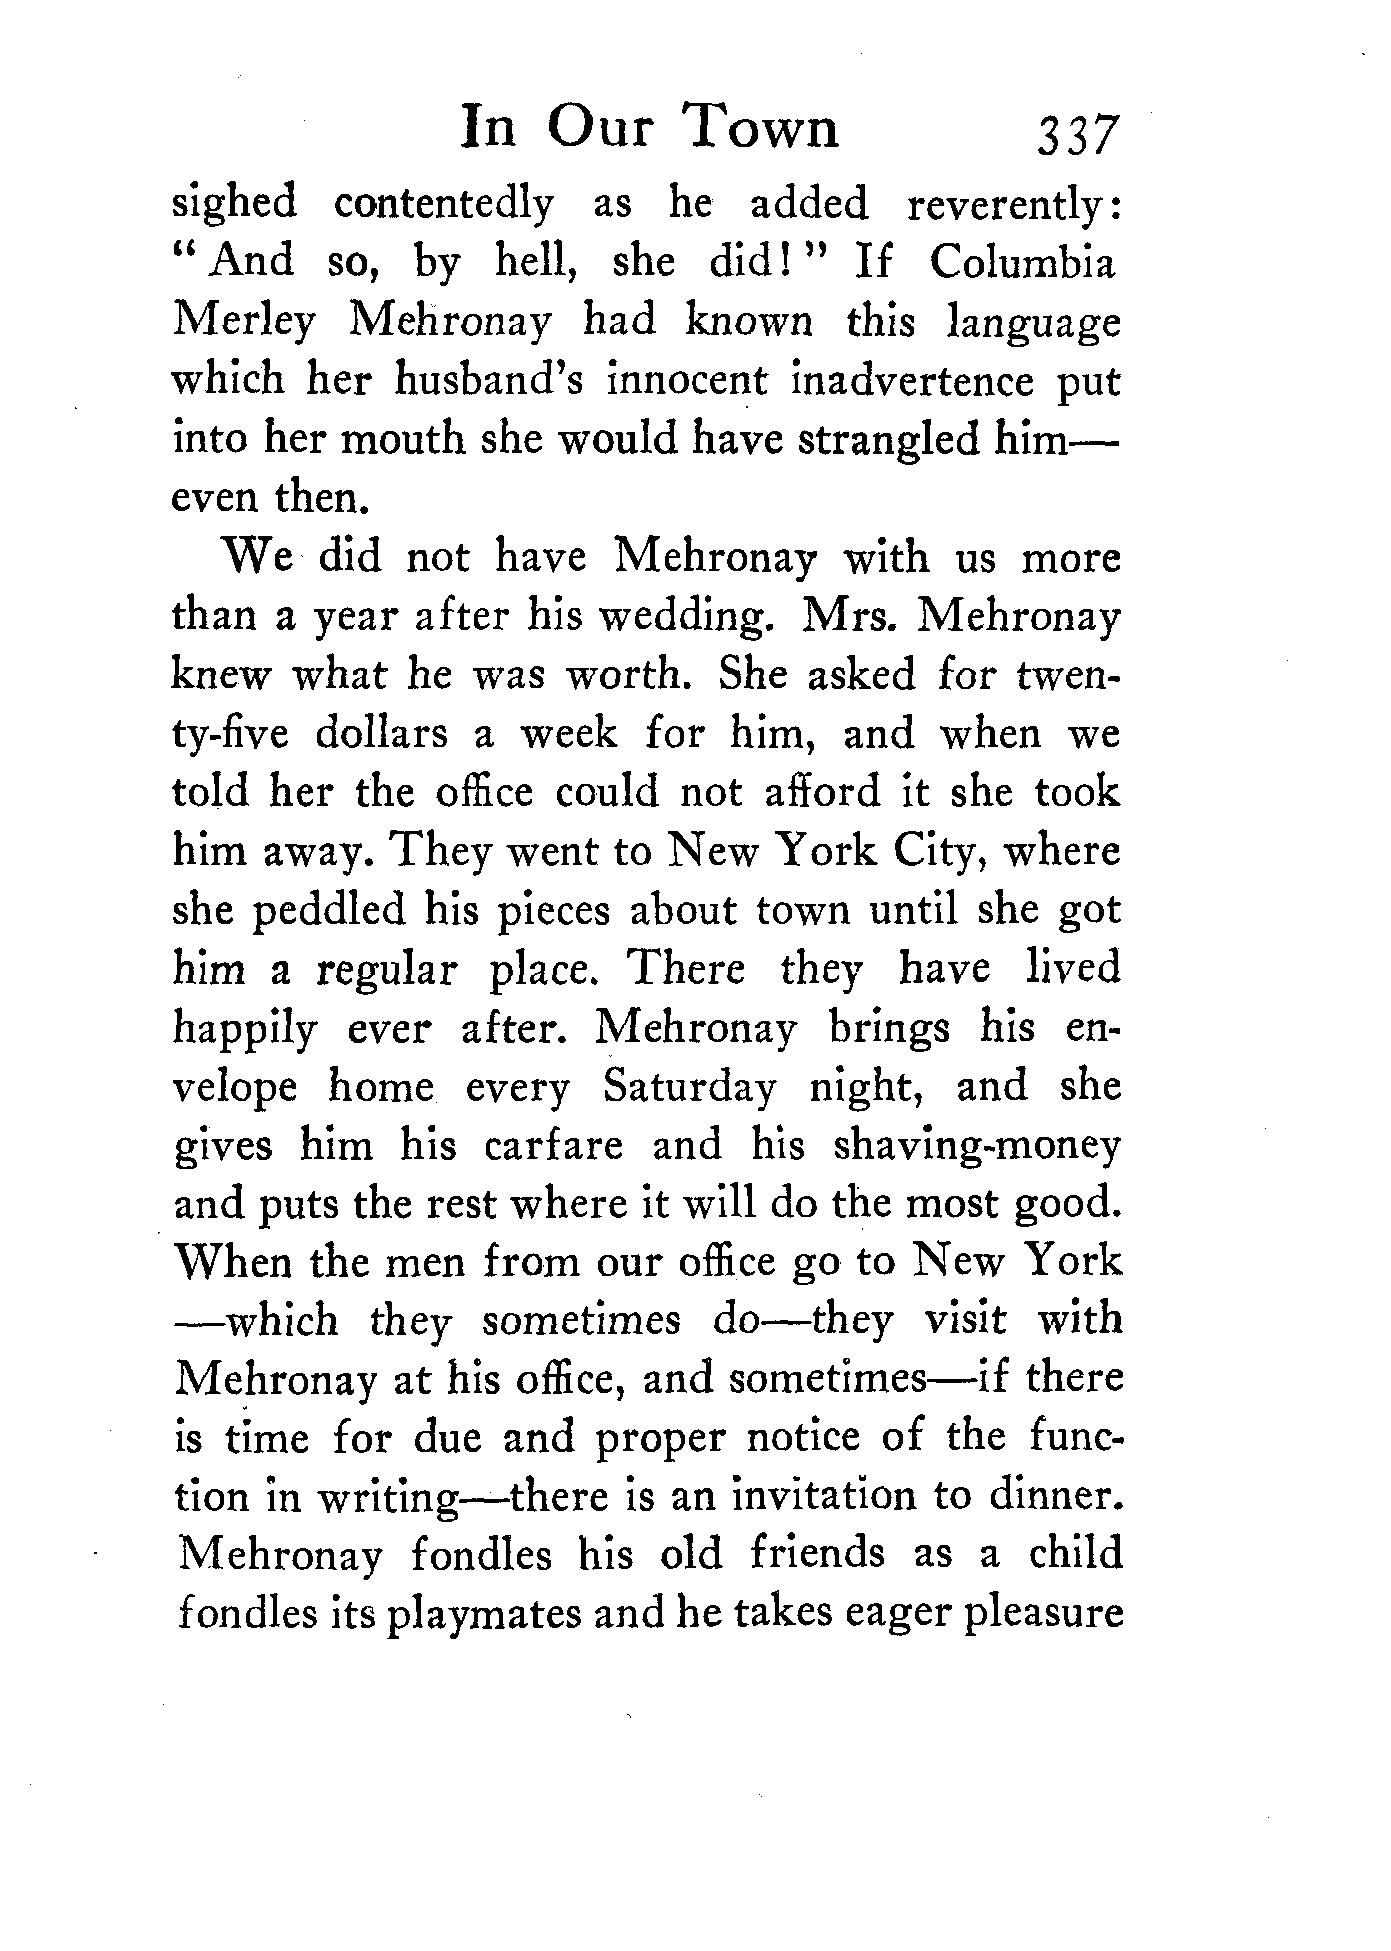 In Our Town 337
sighed contentedly as he added reverently:
“ And so, by hell, she did! ” If Columbia
Merley Mehronay had known this language
which her husband's innocent inadvertence put
into her mouth she would have strangled him—
even then.
We did not have Mehronay with us more
than a year after his wedding. Mrs. Mehronay
knew what he was worth. She asked for twen-
ty-five dollars a week for him, and when we
told her the office could not afford it she took
him away. They went to New York City, where
she peddled his pieces about town until she got
him a regular place. There they have lived
happily ever after. Mehronay brings his en-
velope home every Saturday night, and she
gives him his carfare and his shaving-money
and puts the rest where it will do the most good.
When the men from our office go to New York
—which they sometimes do—they visit with
Mehronay at his office, and sometimes—if there
is time for due and proper notice of the func-
tion in writing—there is an invitation to dinner.
Mehronay fondles his old friends as a child
fondles its playmates and he takes eager pleasure